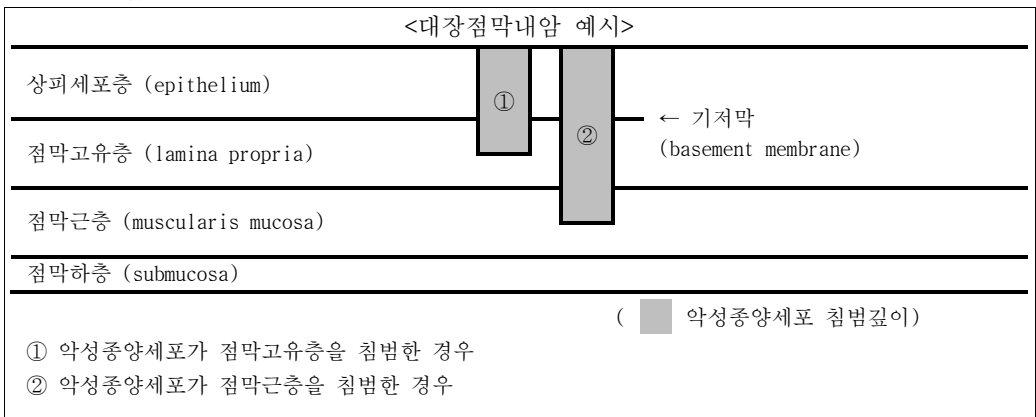 <대장점막내암 예시>
상피세포층 (epithelium)
①
②
← 기저막
(basement membrane)
점막고유층 (lamina propria)
점막근층 (muscularis mucosa)
점막하층 (submucosa)
( 악성종양세포 침범깊이)
① 악성종양세포가 점막고유층을 침범한 경우
② 악성종양세포가 점막근층을 침범한 경우